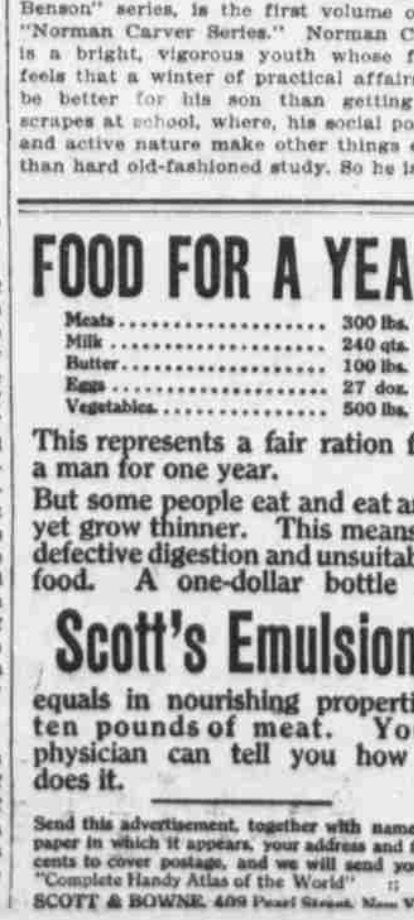 Benson" series, is the first volume
"Norman Carver Series." Norman C
is a bright, vigorous youth whose f
feels that a winter of practical affair
be better for his son than getting
scrapes at school, where, his social po
and active nature make other things
than hard old-fashioned study. So he is
FOOD FOR A YEA
Meats................... 300 lbs.
Milk ................... 240 qts.
Butter.................. 100 lbs.
Eggs ................... 27 doz.
Vegetables.............. 500 lbs.
This represents a fair ration f
a man for one year.
But some people eat and eat a
yet grow thinner. This means
defective digestion and unsuitab
food. A one-dollar bottle
Scott's Emulsion
equals in nourishing properti
ten pounds of meat. Yo
physician can tell you how
does it.
Send this advertisement, together with name
paper in which it appears, your address and
cents to cover postage, and we will send yo
"Complete Handy Atlas of the World" ::
SCOTT & BOWNE, 409 Pearl Street,